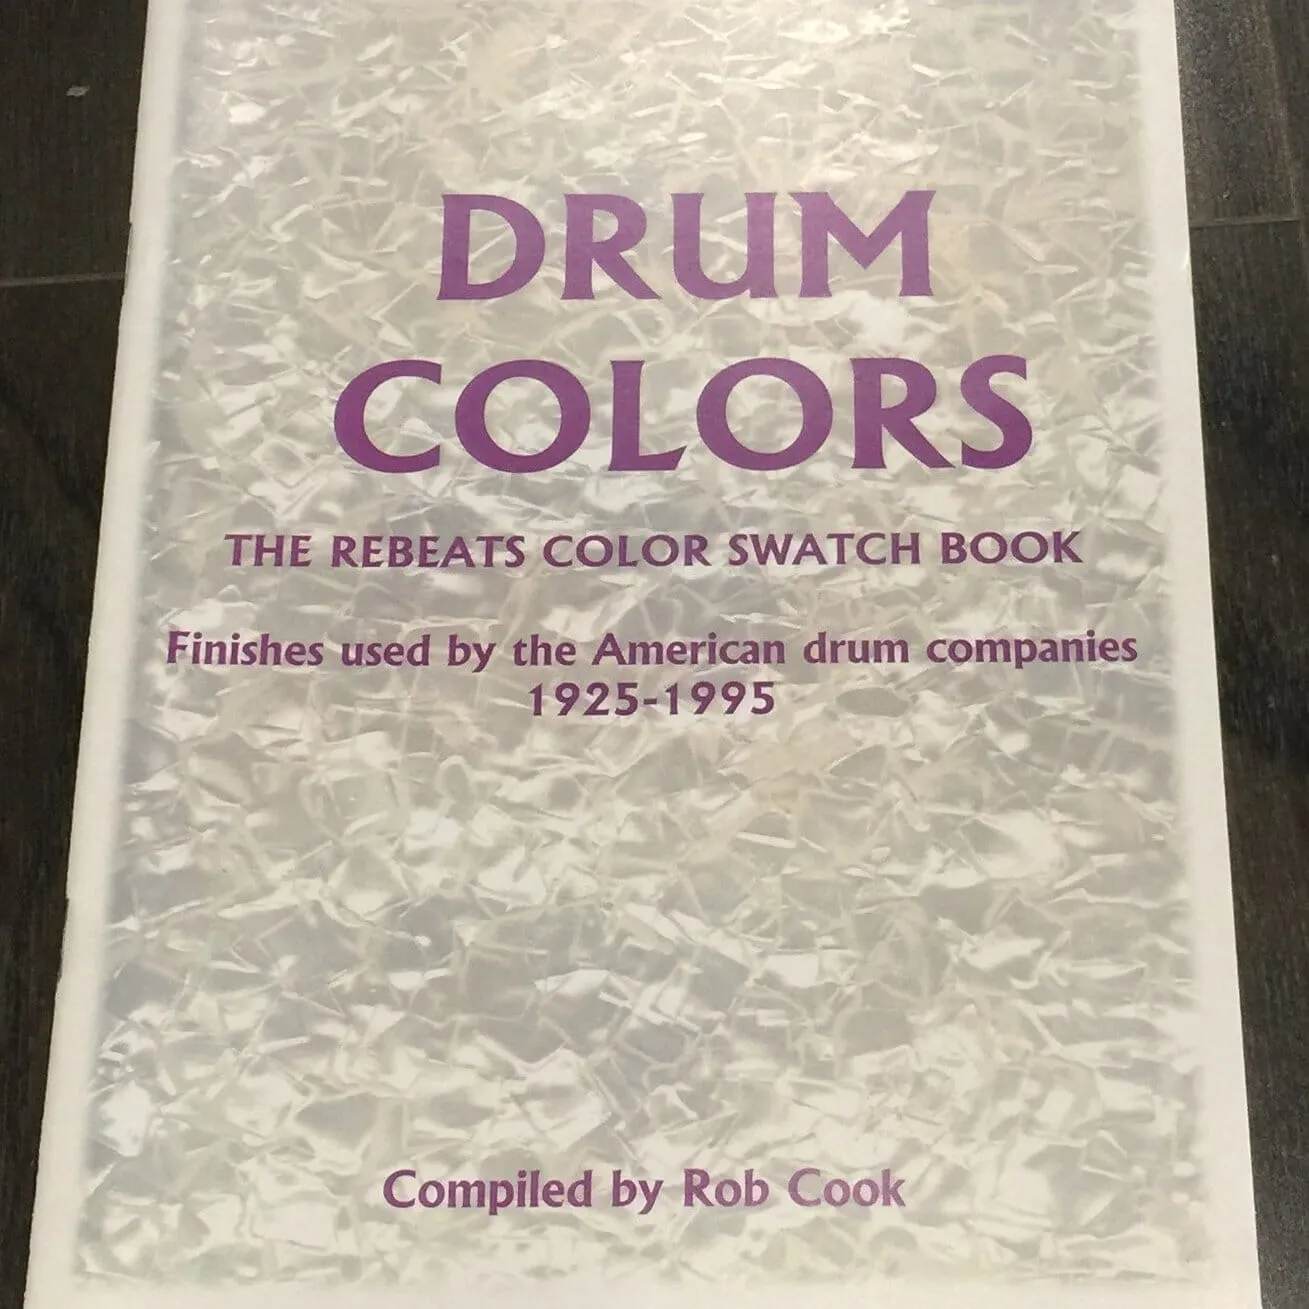 DRUM
COLORS
THE REBEATS COLOR SWATCH BOOK
Finishes used by the American drum companies
1925-1995
Compiled by Rob Cook